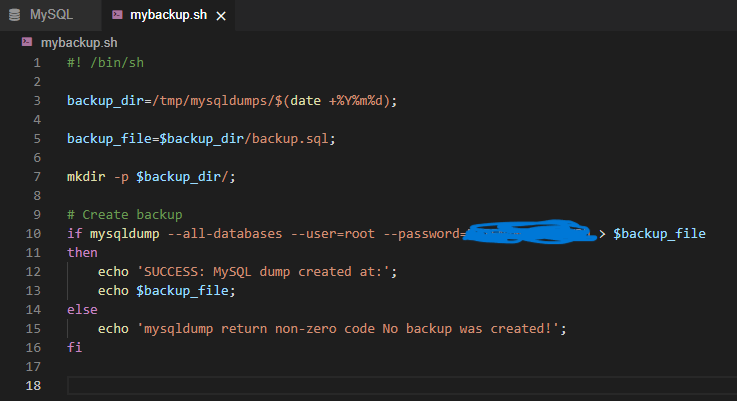 MySQL mybackup.sh
mybackup.sh
1 #! /bin/sh
2
3 backup_dir=/tmp/mysqldumps/$(date +%Y%m%d);
4
5 backup_file=$backup_dir/backup.sql;
6
7 mkdir -p $backup_dir/;
8
9 # Create backup
10 if mysqldump --all-databases --user=root --password= > $backup_file
11 then
12 echo 'SUCCESS: MySQL dump created at:';
13 echo $backup_file;
14 else
15 echo 'mysqldump return non-zero code No backup was created!';
16 fi
17
18